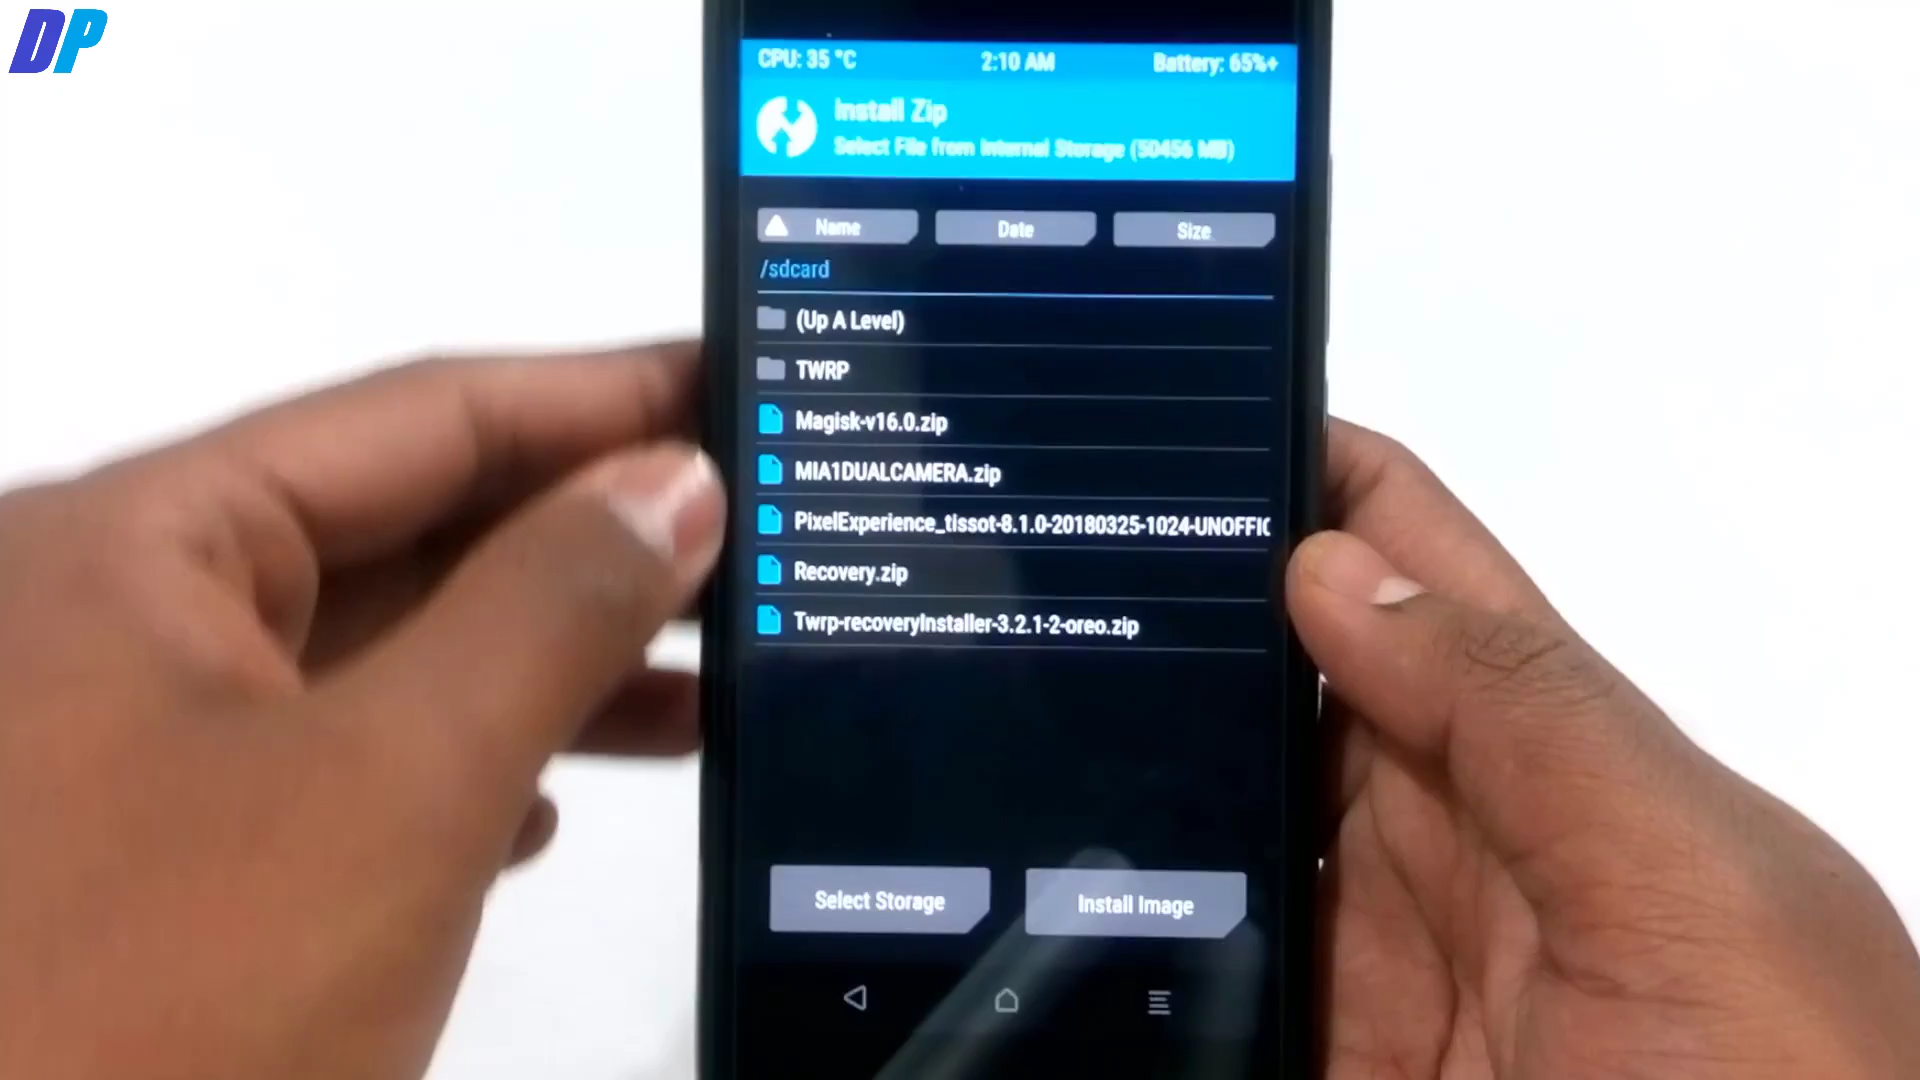 DP
CPU: 35 °C 2:10 AM Battery: 65%+
Install Zip
Select File from Internal Storage (50456 MB)
Name Date Size
/sdcard
(Up A Level)
TWRP
Magisk-v16.0.zip
MIA1DUALCAMERA.zip
PixelExperience_tissot-8.1.0-20180325-1024-UNOFFIC
Recovery.zip
Twrp-recoveryInstaller-3.2.1-2-oreo.zip
Select Storage Install Image